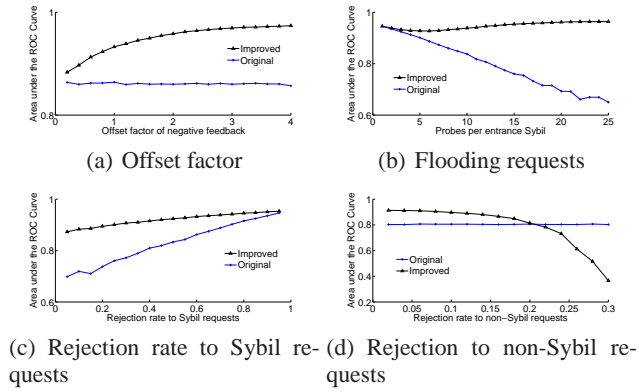 Area under the ROC Curve
1
0.8
0
1
2
3
4
Offset factor of negative feedback
Improved
Original
(a) Offset factor
Area under the ROC Curve
1
0.8
0.6
0
5
10
15
20
25
Probes per entrance Sybil
Improved
Original
(b) Flooding requests
Area under the ROC Curve
1
0.8
0.6
0
0.2
0.4
0.6
0.8
1
Rejection rate to Sybil requests
Improved
Original
(c) Rejection rate to Sybil re-
quests
Area under the ROC Curve
1
0.8
0.6
0.4
0.2
0
0.05
0.1
0.15
0.2
0.25
0.3
Rejection rate to non-Sybil requests
Original
Improved
(d) Rejection to non-Sybil re-
quests